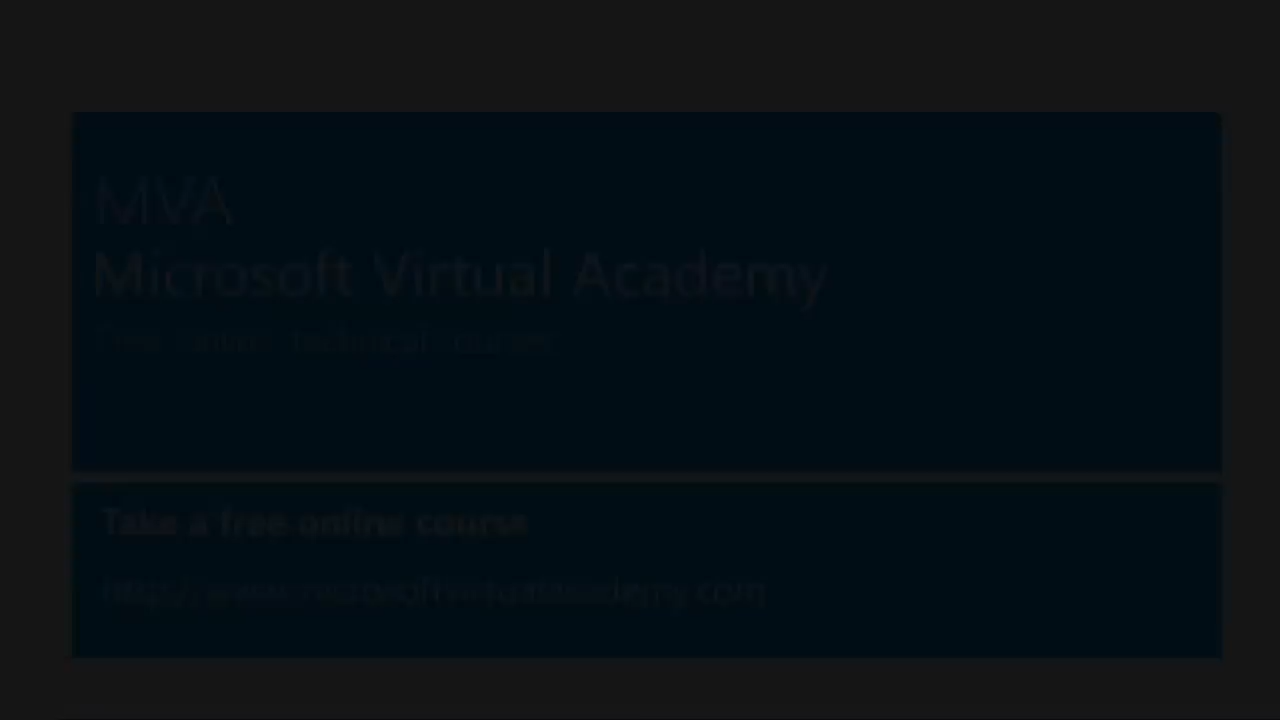 MVA
Microsoft Virtual Academy
Free online technical courses
Take a free online course
http://www.microsoftvirtualacademy.com